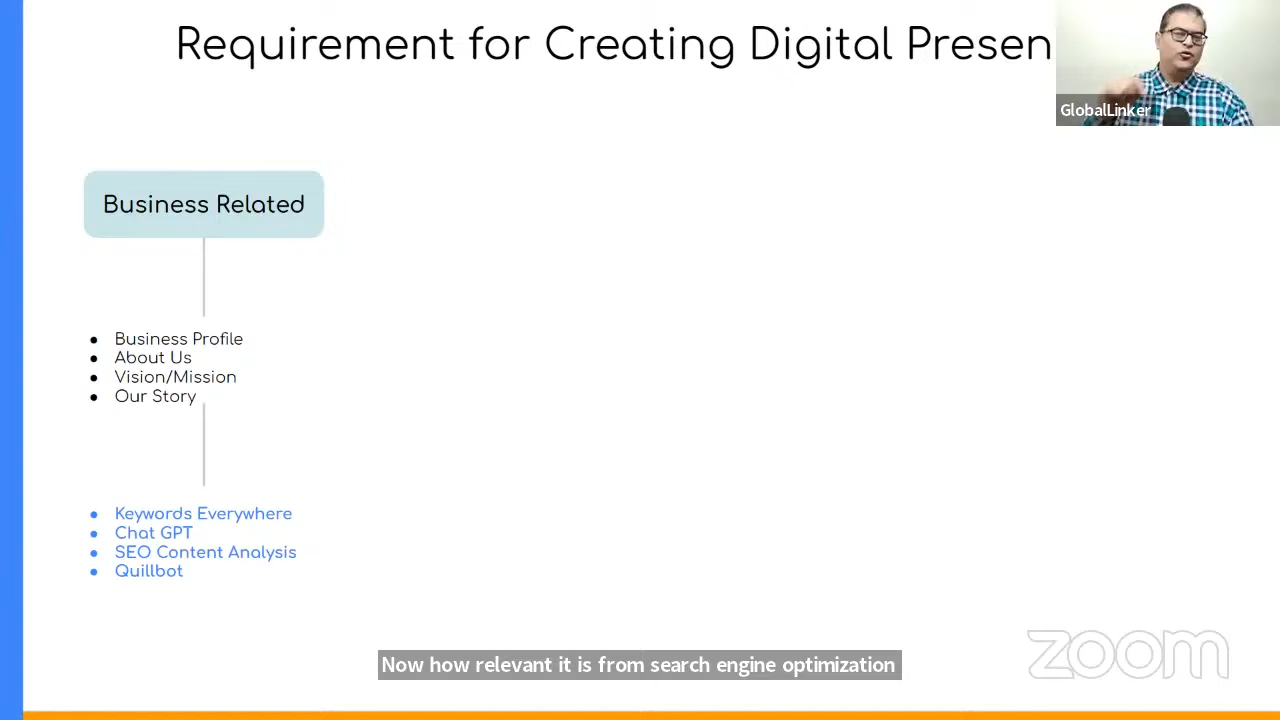 Requirement for Creating Digital Presen
GlobalLinker
Business Related
● Business Profile
● About Us
● Vision/Mission
● Our Story
● Keywords Everywhere
● Chat GPT
● SEO Content Analysis
● Quillbot
Now how relevant it is from search engine optimization
zoom